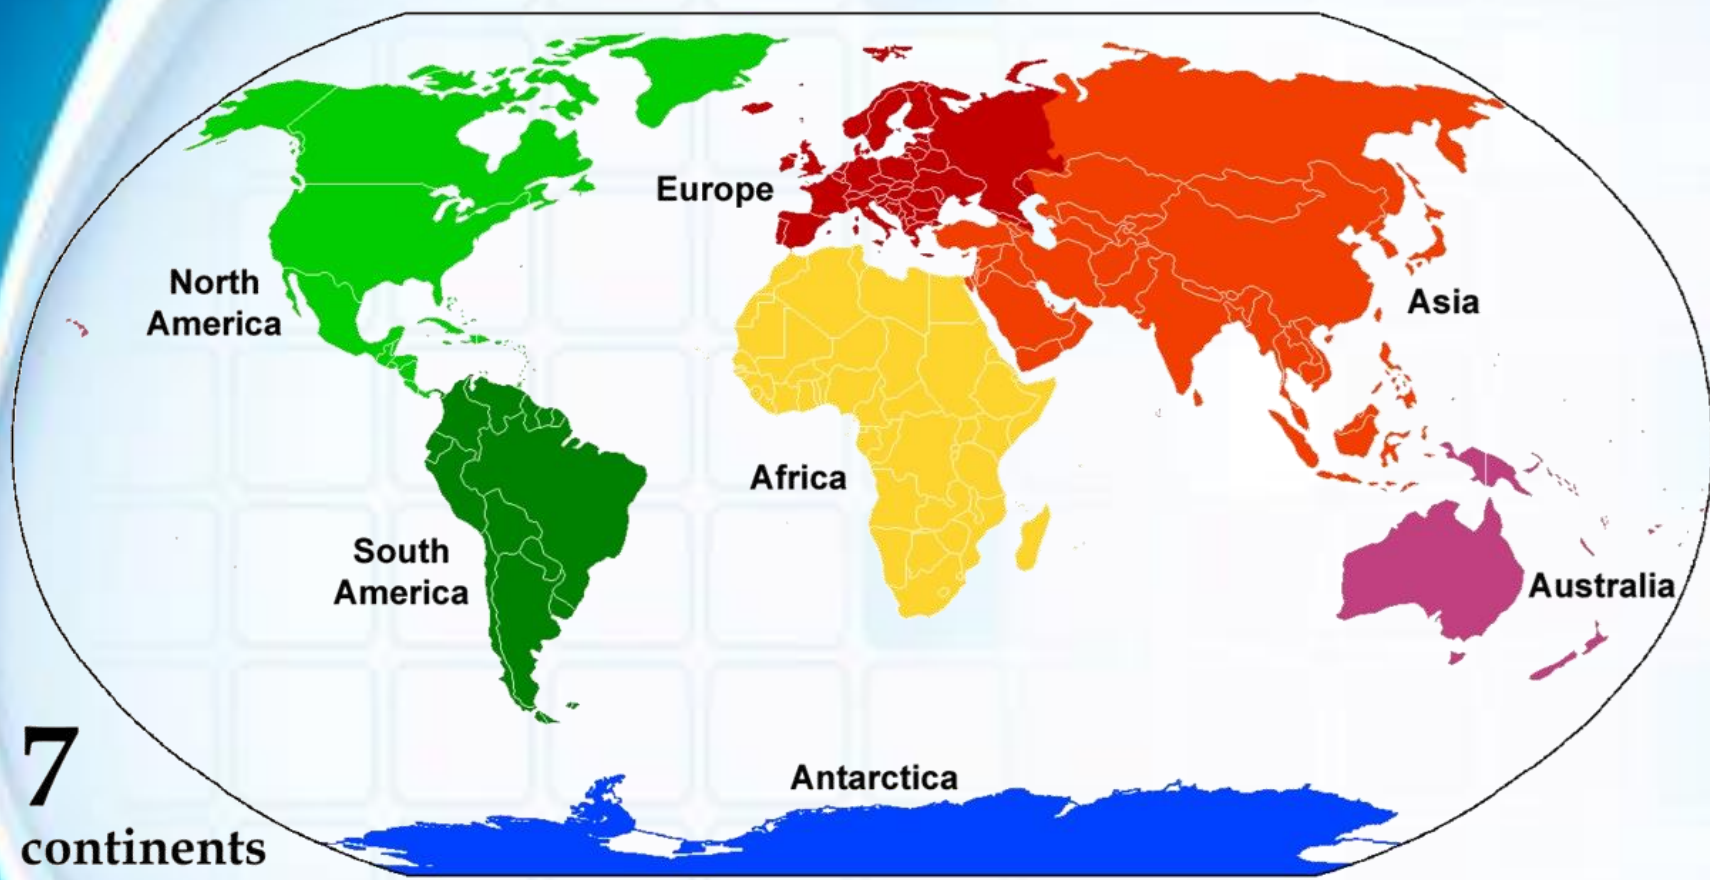 Europe
North
America
Asia
Africa
South
America
Australia
Antarctica
7
continents